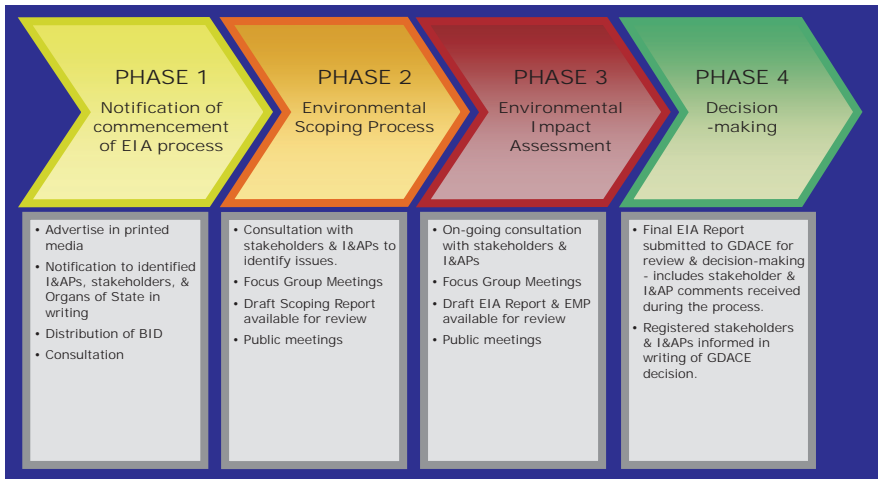 PHASE 1
Notification of
commencement
of EIA process
PHASE 2
Environmental
Scoping Process
PHASE 3
Environmental
Impact
Assessment
PHASE 4
Decision
-making
• Advertise in printed
media
• Notification to identified
I&APs, stakeholders, &
Organs of State in
writing
• Distribution of BID
• Consultation
• Consultation with
stakeholders & I&APs to
identify issues.
• Focus Group Meetings
• Draft Scoping Report
available for review
• Public meetings
• On-going consultation
with stakeholders &
I&APs
• Focus Group Meetings
• Draft EIA Report & EMP
available for review
• Public meetings
• Final EIA Report
submitted to GDACE for
review & decision-making
- includes stakeholder &
I&AP comments received
during the process.
• Registered stakeholders
& I&APs informed in
writing of GDACE
decision.